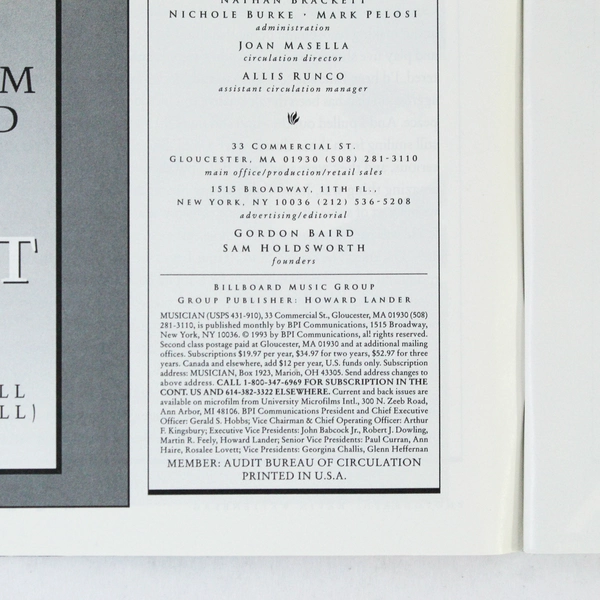 NATHAN BRACKETT
NICHOLE BURKE · MARK PELOSI
administration
JOAN MASELLA
circulation director
ALLIS RUNCO
assistant circulation manager
33 COMMERCIAL ST.
GLOUCESTER, MA 01930 (508) 281-3110
main office/production/retail sales
1515 BROADWAY, 11TH FL.,
NEW YORK, NY 10036 (212) 536-5208
advertising/editorial
GORDON BAIRD
SAM HOLDSWORTH
founders
BILLBOARD MUSIC GROUP
GROUP PUBLISHER: HOWARD LANDER
MUSICIAN (USPS 431-910), 33 Commercial St., Gloucester, MA 01930 (508)
281-3110, is published monthly by BPI Communications, 1515 Broadway,
New York, NY 10036. © 1993 by BPI Communications, all rights reserved.
Second class postage paid at Gloucester, MA 01930 and at additional mailing
offices. Subscriptions $19.97 per year, $34.97 for two years, $52.97 for three
years. Canada and elsewhere, add $12 per year, U.S. funds only. Subscription
address: MUSICIAN, Box 1923, Marion, OH 43305. Send address changes to
above address. CALL 1-800-347-6969 FOR SUBSCRIPTION IN THE
CONT. US AND 614-382-3322 ELSEWHERE. Current and back issues are
available on microfilm from University Microfilms Intl., 300 N. Zeeb Road,
Ann Arbor, MI 48106. BPI Communications President and Chief Executive
Officer: Gerald S. Hobbs; Vice Chairman & Chief Operating Officer: Arthur
F. Kingsbury; Executive Vice Presidents: John Babcock Jr., Robert J. Dowling,
Martin R. Feely, Howard Lander; Senior Vice Presidents: Paul Curran, Ann
Haire, Rosalee Lovett; Vice Presidents: Georgina Challis, Glenn Heffernan
MEMBER: AUDIT BUREAU OF CIRCULATION
PRINTED IN U.S.A.
M
D
T
LL
LL)